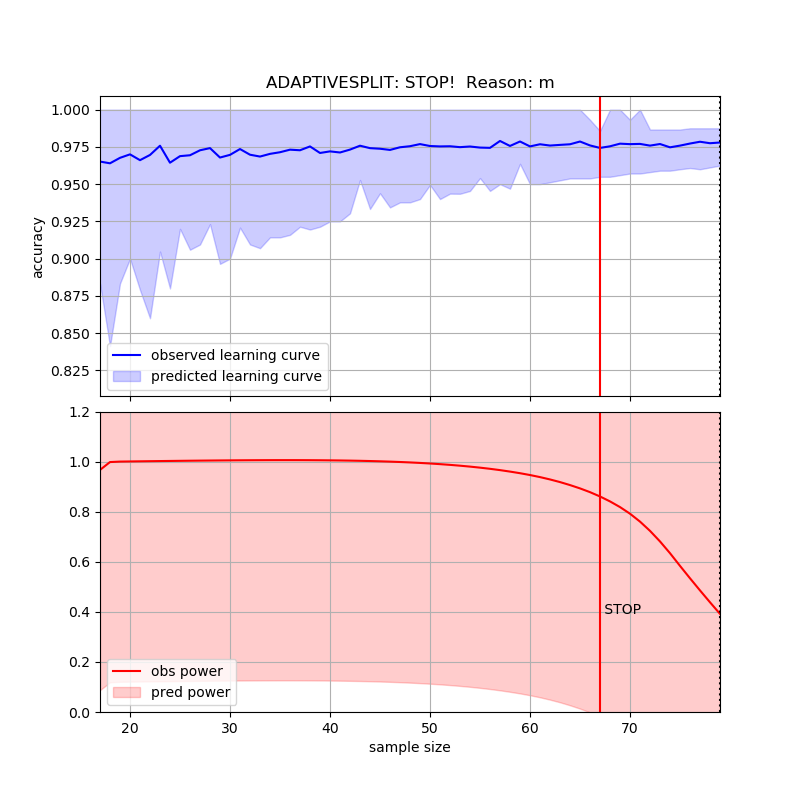 ADAPTIVESPLIT: STOP!  Reason: m
1.000
0.975
0.950
0.925
0.900
0.875
0.850
0.825
accuracy
observed learning curve
predicted learning curve
1.2
1.0
0.8
0.6
0.4
0.2
0.0
STOP
obs power
pred power
20
30
40
50
60
70
sample size